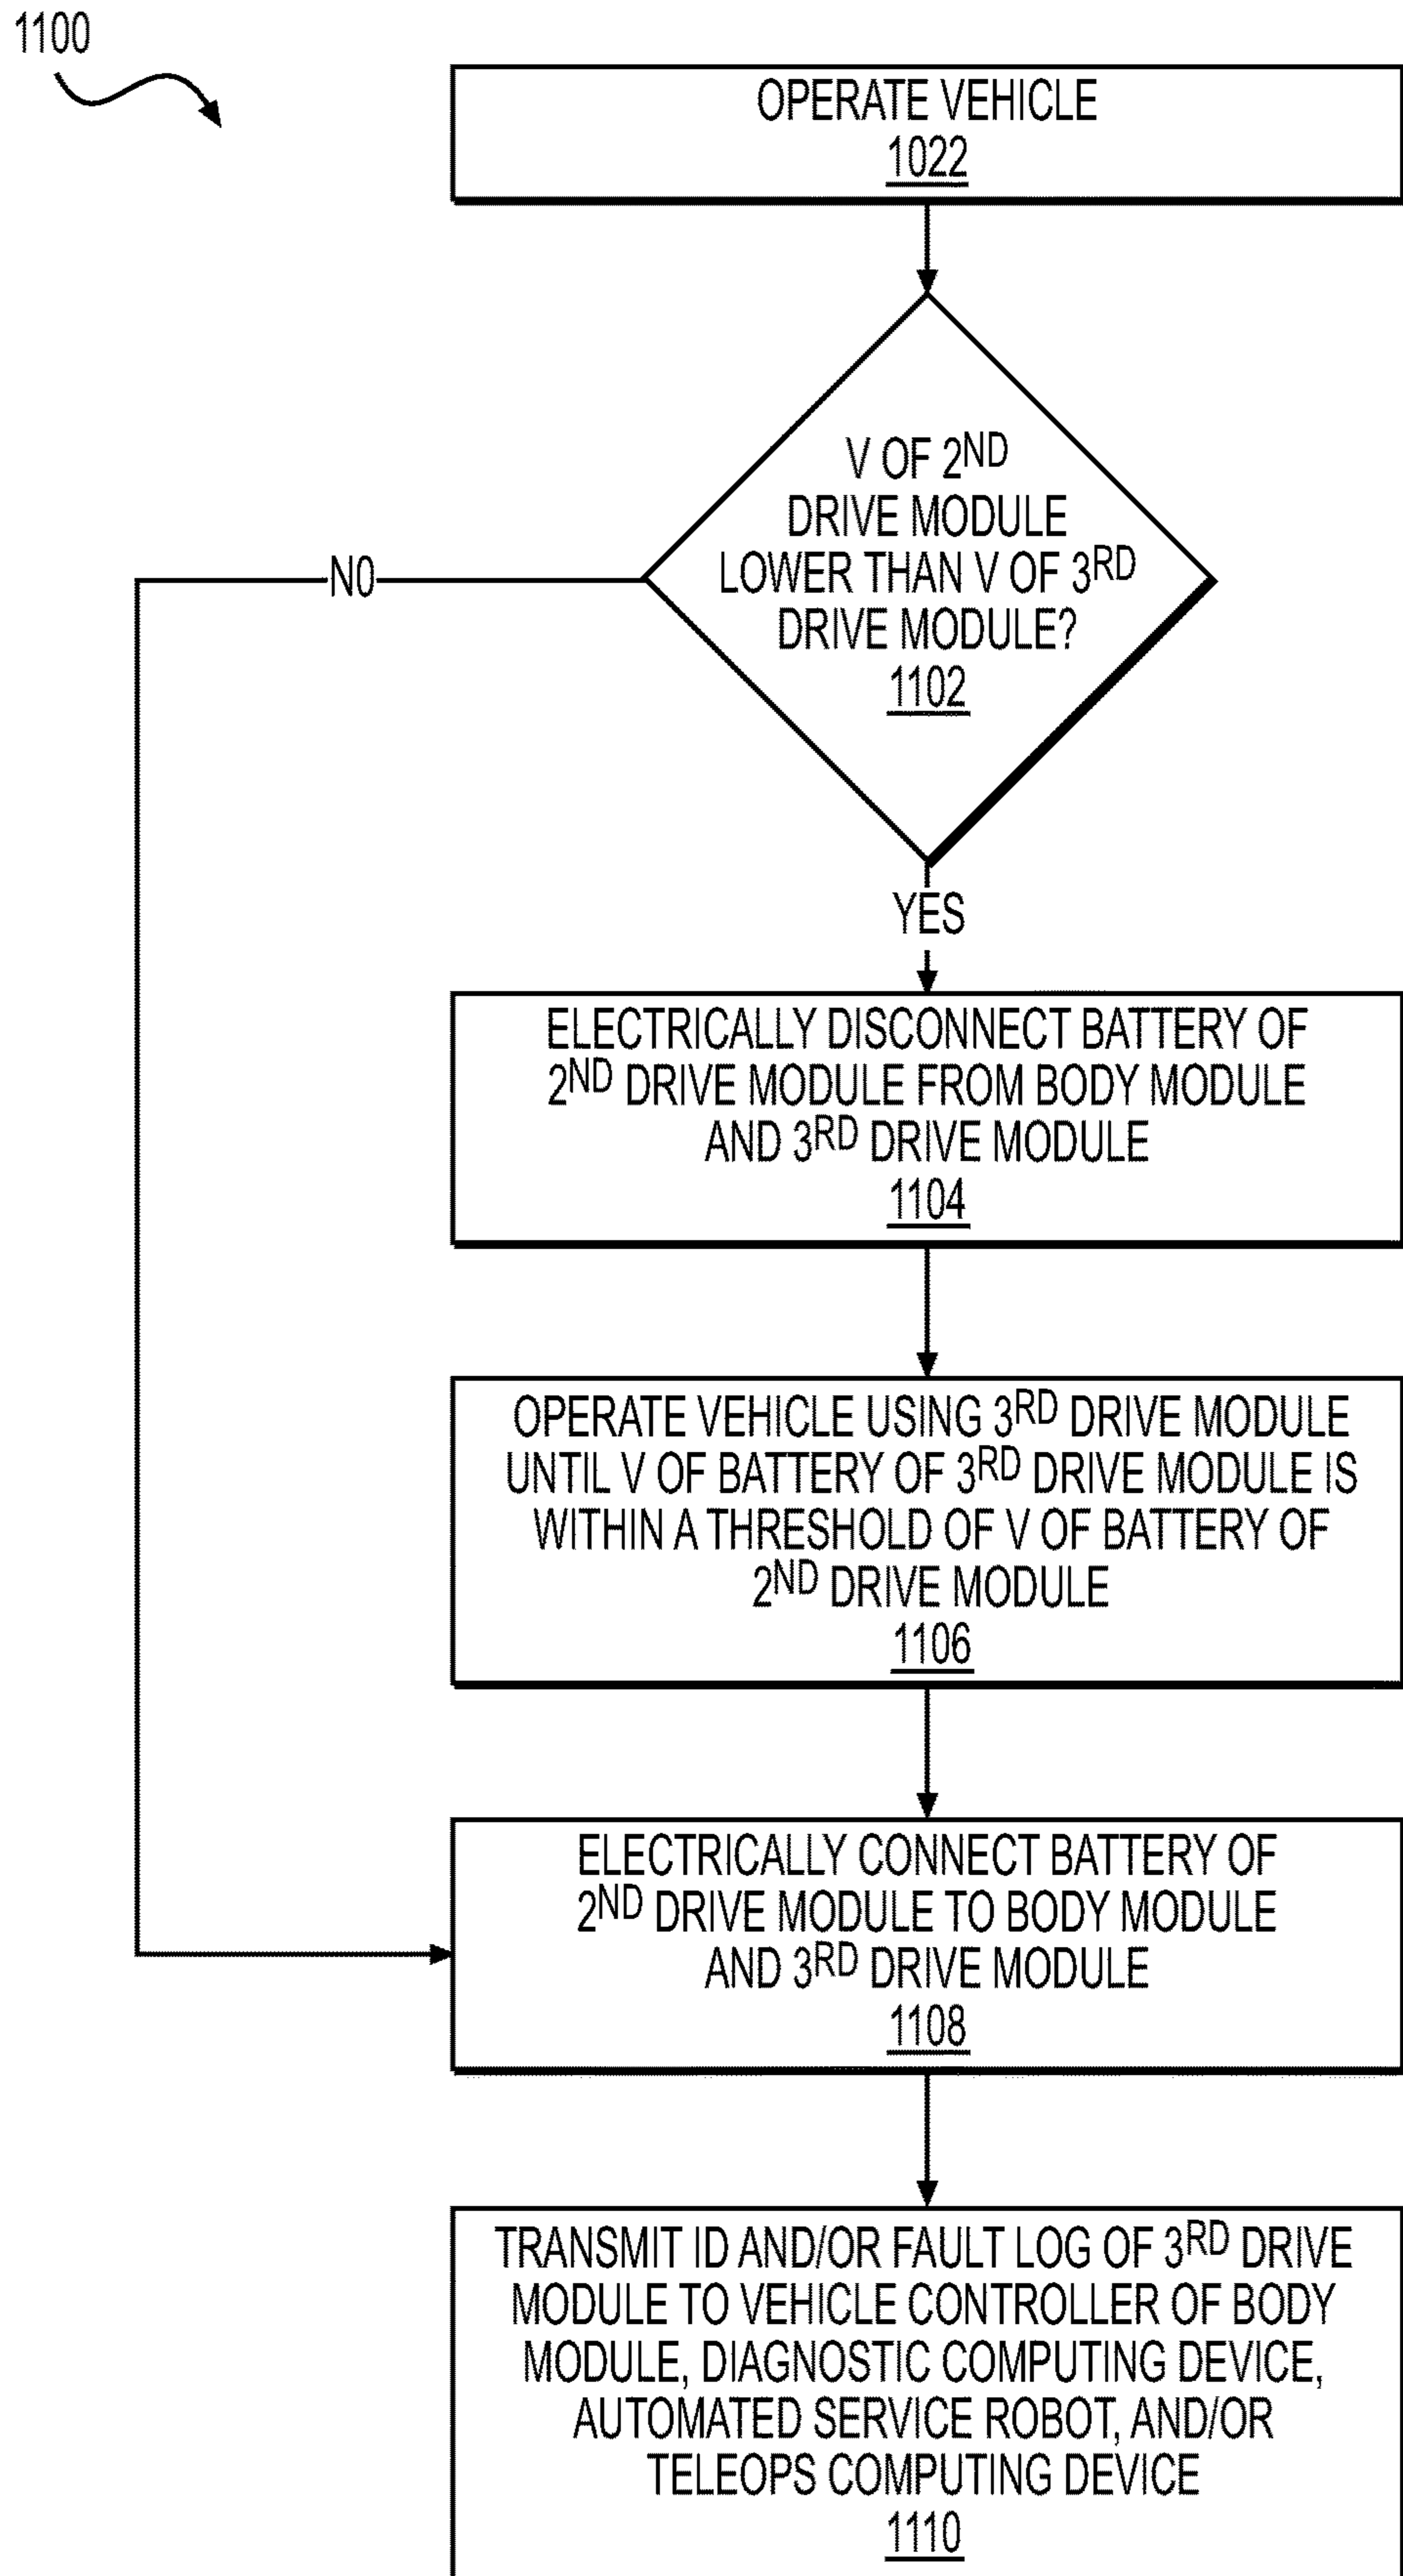 1100
OPERATE VEHICLE
1022
V OF 2ND
DRIVE MODULE
LOWER THAN V OF 3RD
DRIVE MODULE?
1102
NO
YES
ELECTRICALLY DISCONNECT BATTERY OF
2ND DRIVE MODULE FROM BODY MODULE
AND 3RD DRIVE MODULE
1104
OPERATE VEHICLE USING 3RD DRIVE MODULE
UNTIL V OF BATTERY OF 3RD DRIVE MODULE IS
WITHIN A THRESHOLD OF V OF BATTERY OF
2ND DRIVE MODULE
1106
ELECTRICALLY CONNECT BATTERY OF
2ND DRIVE MODULE TO BODY MODULE
AND 3RD DRIVE MODULE
1108
TRANSMIT ID AND/OR FAULT LOG OF 3RD DRIVE
MODULE TO VEHICLE CONTROLLER OF BODY
MODULE, DIAGNOSTIC COMPUTING DEVICE,
AUTOMATED SERVICE ROBOT, AND/OR
TELEOPS COMPUTING DEVICE
1110